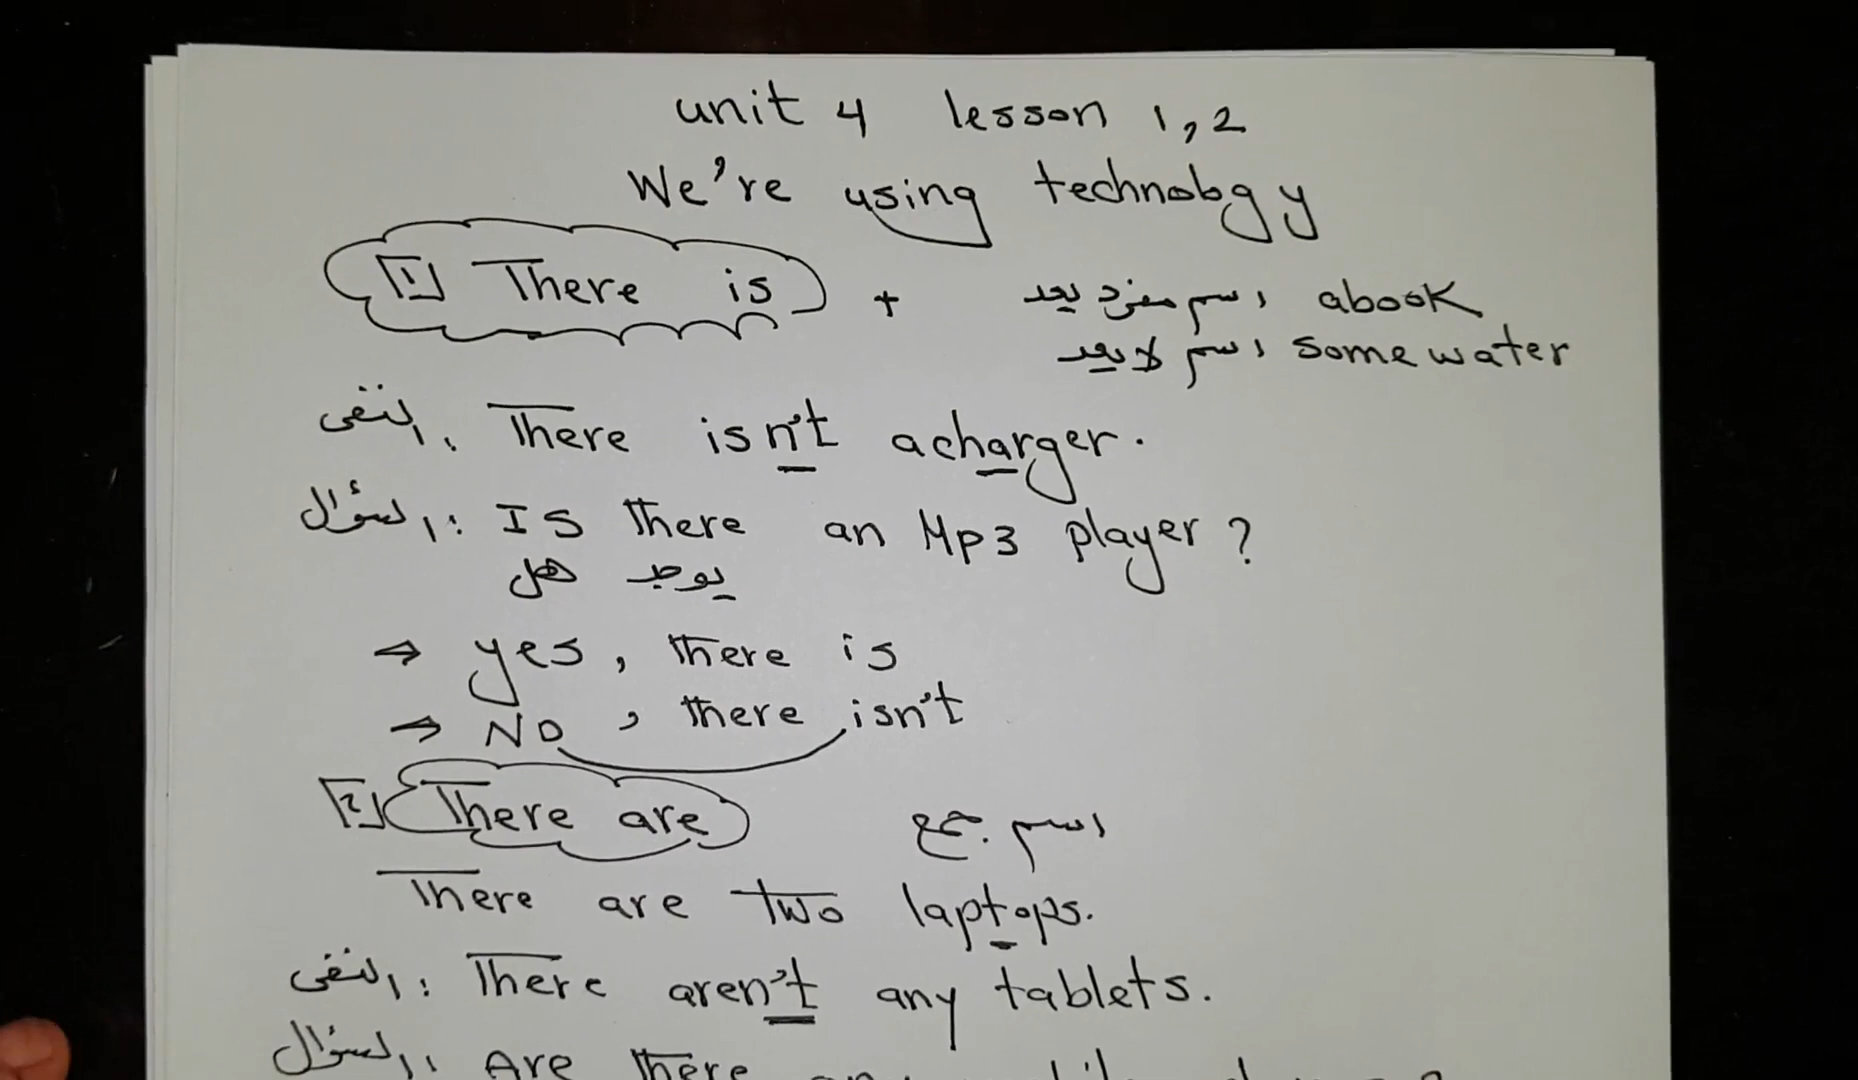 unit 4 lesson 1,2
We're using technology
1 There is + اسم مفرد يعد a book
اسم لا يعد some water
النفى: There isn't a charger.
السؤال: Is there an Mp3 player?
هل يوجد
⇒ yes, there is
⇒ No, there isn't
2 There are اسم جمع
There are two laptops.
النفى: There aren't any tablets.
السؤال: Are there